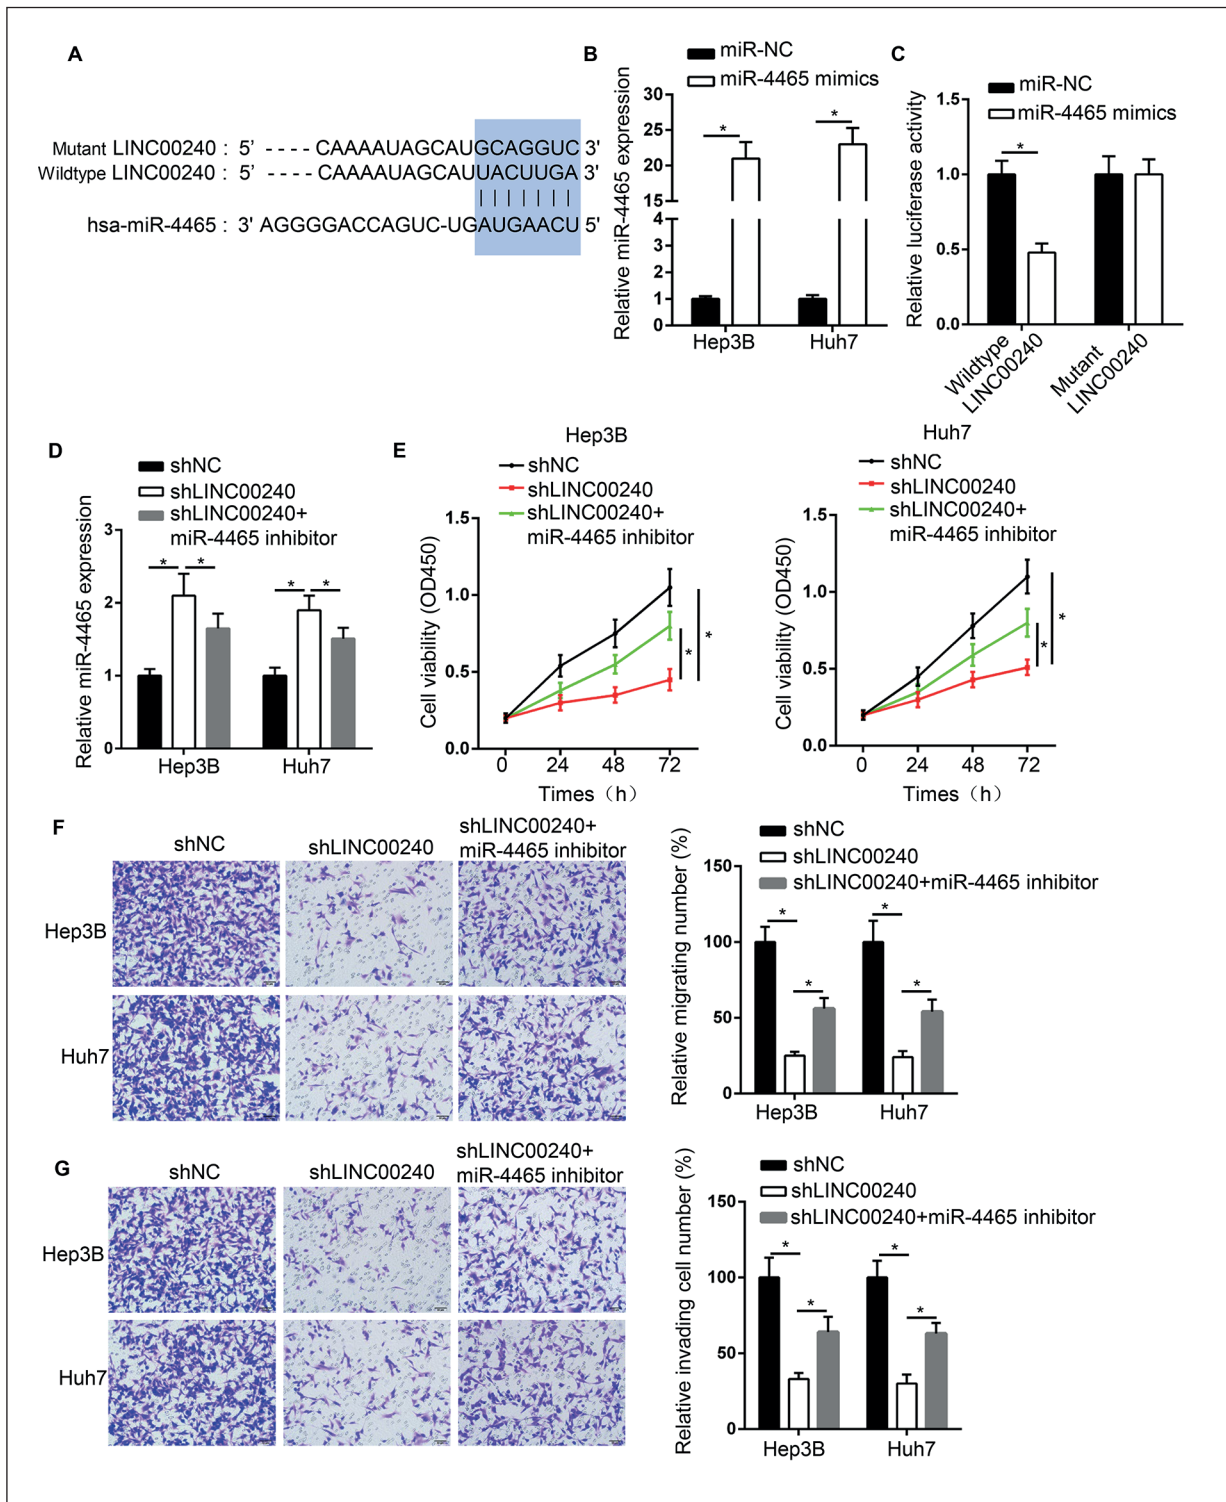 A
Mutant LINC00240 : 5' ----CAAAAUAGCAUGCAGGUC 3'
Wildtype LINC00240 : 5' ----CAAAAUAGCAUUACUUGA 3'
hsa-miR-4465 : 3' AGGGGACCAGUC-UGAUGAACU 5'
B
miR-NC
miR-4465 mimics
Relative miR-4465 expression
30
25
20
15
4
3
2
1
0
*
*
Hep3B
Huh7
C
miR-NC
miR-4465 mimics
Relative luciferase activity
1.5
1.0
0.5
0.0
*
Wildtype
LINC00240
Mutant
LINC00240
D
shNC
shLINC00240
shLINC00240+
miR-4465 inhibitor
Relative miR-4465 expression
3
2
1
0
* *
* *
Hep3B
Huh7
E
Hep3B
shNC
shLINC00240
shLINC00240+
miR-4465 inhibitor
Cell viability (OD450)
1.5
1.0
0.5
0.0
*
*
0 24 48 72
Times（h）
Huh7
shNC
shLINC00240
shLINC00240+
miR-4465 inhibitor
Cell viability (OD450)
1.5
1.0
0.5
0.0
*
*
0 24 48 72
Times（h）
F
shNC
shLINC00240
shLINC00240+
miR-4465 inhibitor
Hep3B
Huh7
shNC
shLINC00240
shLINC00240+miR-4465 inhibitor
Relative migrating number (%)
150
100
50
0
*
*
*
*
Hep3B
Huh7
G
shNC
shLINC00240
shLINC00240+
miR-4465 inhibitor
Hep3B
Huh7
shNC
shLINC00240
shLINC00240+miR-4465 inhibitor
Relative invading cell number (%)
150
100
50
0
*
*
*
*
Hep3B
Huh7